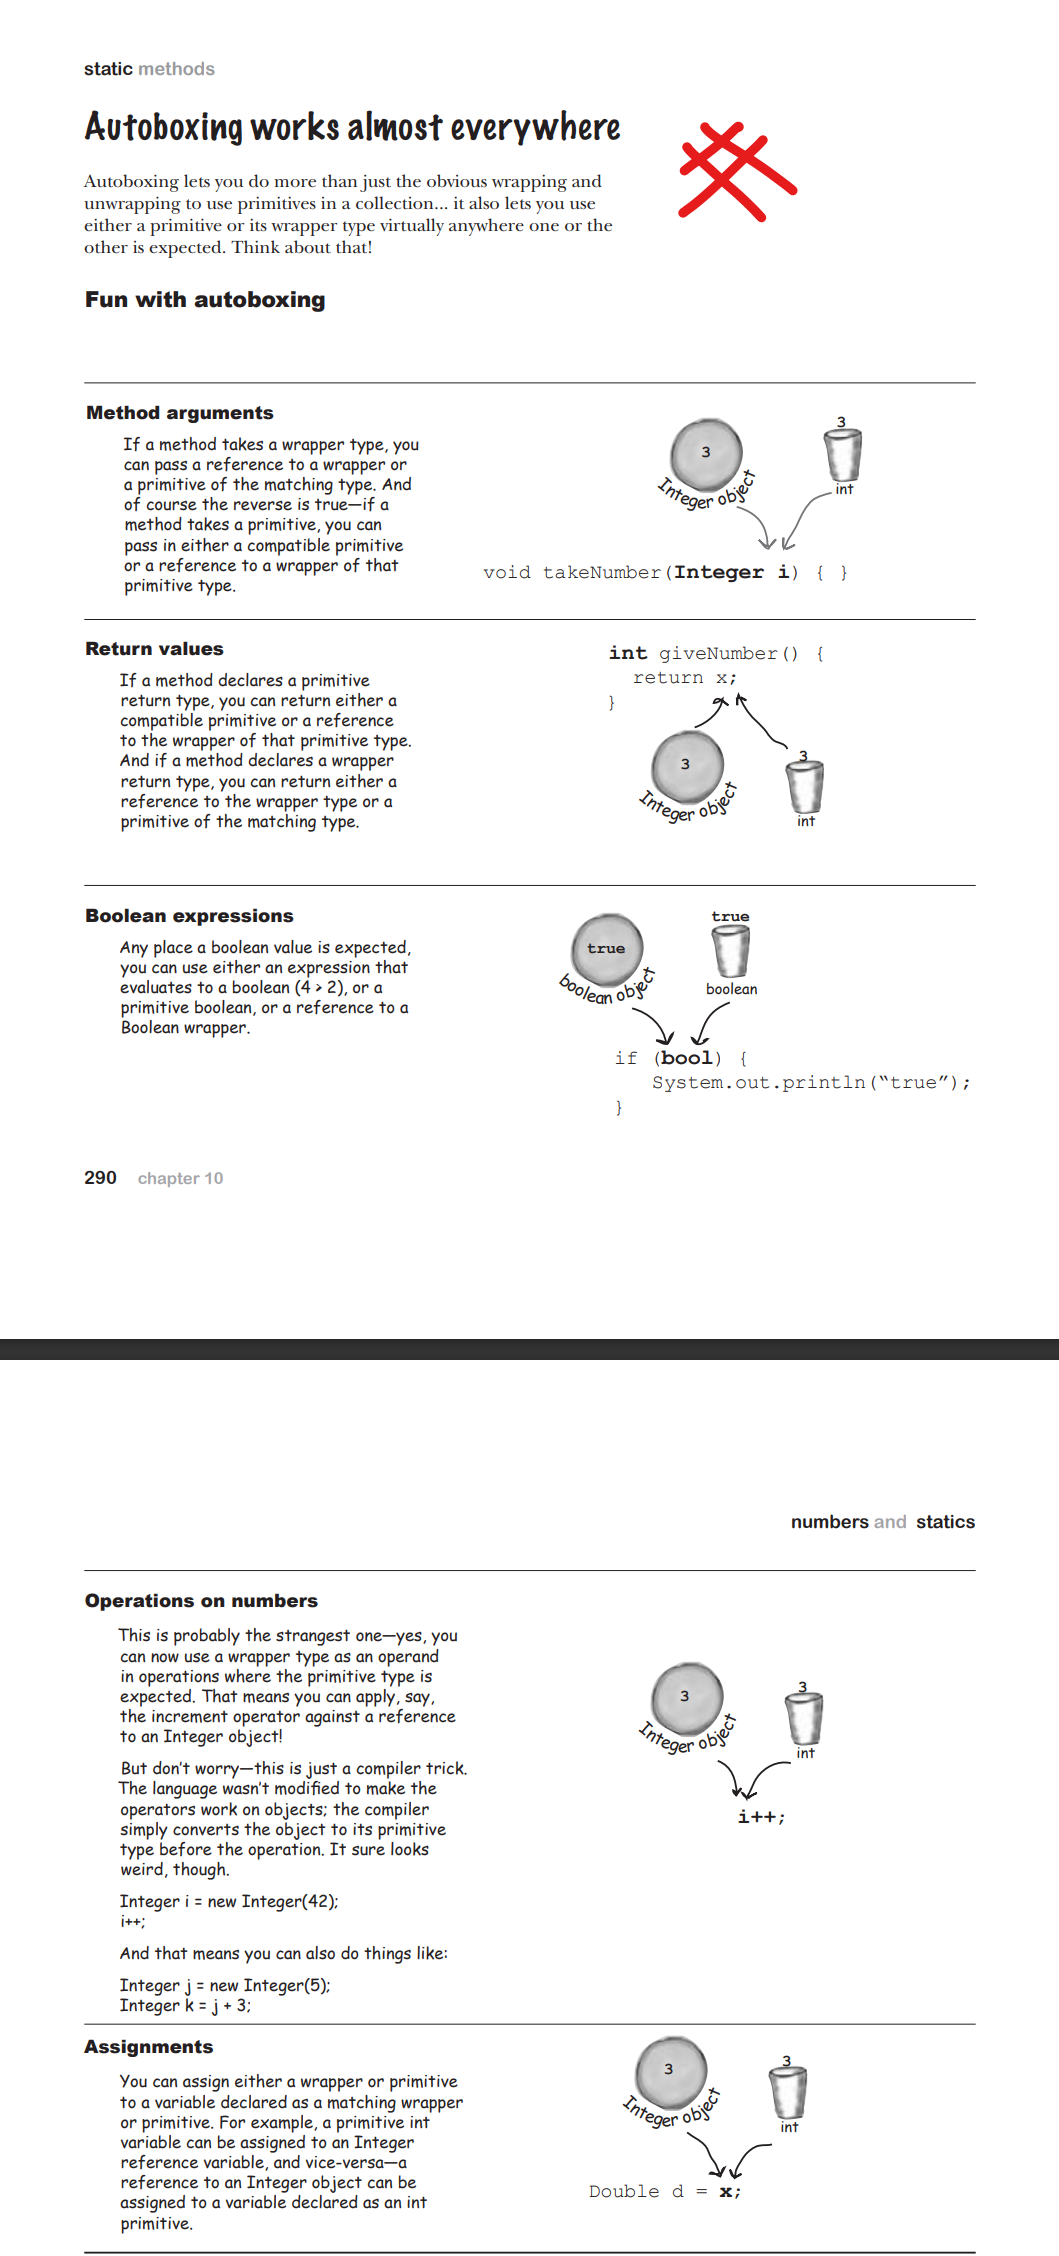 static methods
Autoboxing works almost everywhere
Autoboxing lets you do more than just the obvious wrapping and
unwrapping to use primitives in a collection... it also lets you use
either a primitive or its wrapper type virtually anywhere one or the
other is expected. Think about that!
Fun with autoboxing
Method arguments
If a method takes a wrapper type, you
can pass a reference to a wrapper or
a primitive of the matching type. And
of course the reverse is true—if a
method takes a primitive, you can
pass in either a compatible primitive
or a reference to a wrapper of that
primitive type.
3
Integer object
3
int
void takeNumber(Integer i) { }
Return values
If a method declares a primitive
return type, you can return either a
compatible primitive or a reference
to the wrapper of that primitive type.
And if a method declares a wrapper
return type, you can return either a
reference to the wrapper type or a
primitive of the matching type.
int giveNumber() {
return x;
}
3
Integer object
3
int
Boolean expressions
Any place a boolean value is expected,
you can use either an expression that
evaluates to a boolean (4 > 2), or a
primitive boolean, or a reference to a
Boolean wrapper.
true
boolean object
true
boolean
if (bool) {
System.out.println(“true”);
}
290 chapter 10
numbers and statics
Operations on numbers
This is probably the strangest one—yes, you
can now use a wrapper type as an operand
in operations where the primitive type is
expected. That means you can apply, say,
the increment operator against a reference
to an Integer object!
But don’t worry—this is just a compiler trick.
The language wasn’t modified to make the
operators work on objects; the compiler
simply converts the object to its primitive
type before the operation. It sure looks
weird, though.
Integer i = new Integer(42);
i++;
And that means you can also do things like:
Integer j = new Integer(5);
Integer k = j + 3;
3
Integer object
3
int
i++;
Assignments
You can assign either a wrapper or primitive
to a variable declared as a matching wrapper
or primitive. For example, a primitive int
variable can be assigned to an Integer
reference variable, and vice-versa—a
reference to an Integer object can be
assigned to a variable declared as an int
primitive.
3
Integer object
3
int
Double d = x;